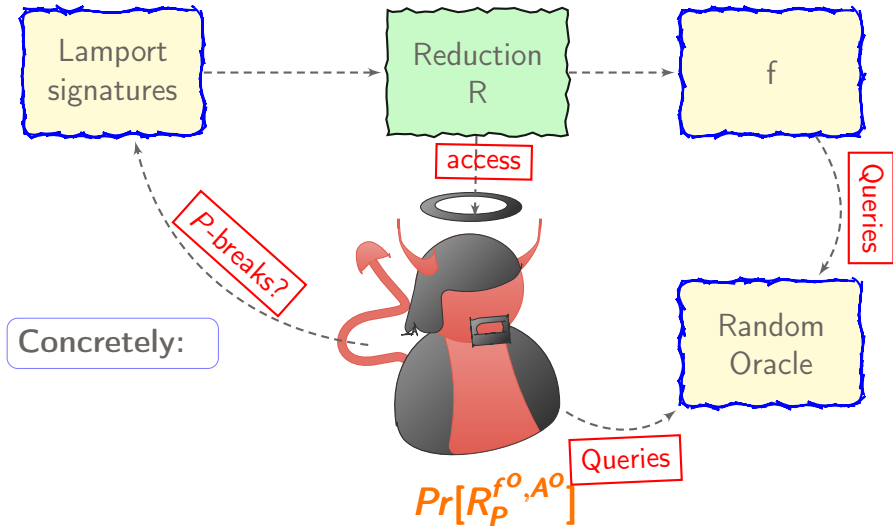 Lamport
signatures
Reduction
R
f
access
Queries
P-breaks?
Random
Oracle
Concretely:
Queries
Pr[R_P^{f^O,A^O}]